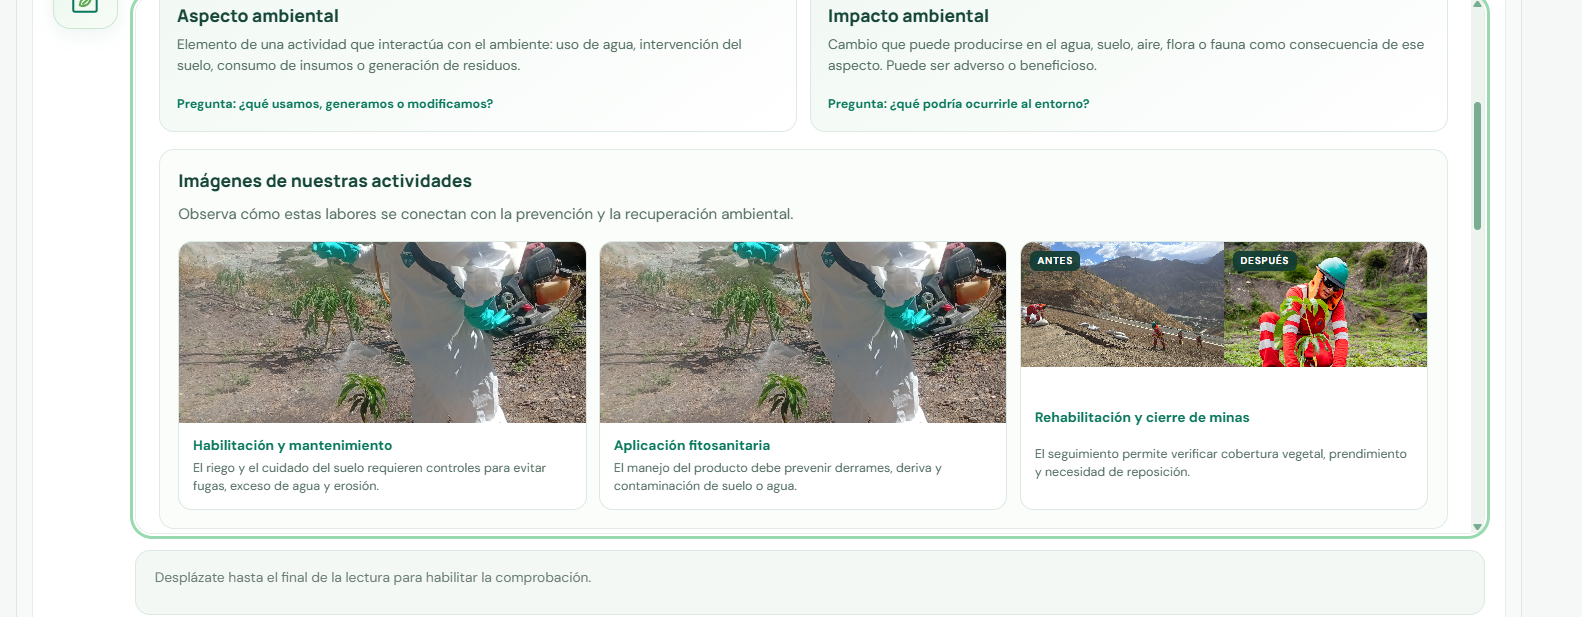 Aspecto ambiental
Elemento de una actividad que interactúa con el ambiente: uso de agua, intervención del
suelo, consumo de insumos o generación de residuos.
Pregunta: ¿qué usamos, generamos o modificamos?
Impacto ambiental
Cambio que puede producirse en el agua, suelo, aire, flora o fauna como consecuencia de ese
aspecto. Puede ser adverso o beneficioso.
Pregunta: ¿qué podría ocurrirle al entorno?
Imágenes de nuestras actividades
Observa cómo estas labores se conectan con la prevención y la recuperación ambiental.
Habilitación y mantenimiento
El riego y el cuidado del suelo requieren controles para evitar
fugas, exceso de agua y erosión.
Aplicación fitosanitaria
El manejo del producto debe prevenir derrames, deriva y
contaminación de suelo o agua.
ANTES
DESPUÉS
Rehabilitación y cierre de minas
El seguimiento permite verificar cobertura vegetal, prendimiento
y necesidad de reposición.
Desplázate hasta el final de la lectura para habilitar la comprobación.